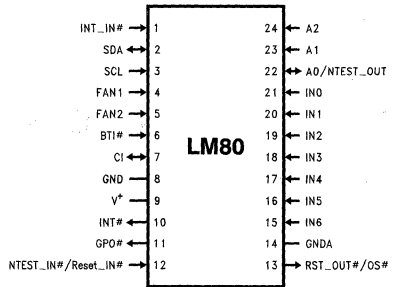 INT_IN# 1 24 A2
SDA 2 23 A1
SCL 3 22 A0/NTEST_OUT
FAN1 4 21 IN0
FAN2 5 20 IN1
BTI# 6 19 IN2
LM80
CI 7 18 IN3
GND 8 17 IN4
V+ 9 16 IN5
INT# 10 15 IN6
GPO# 11 14 GNDA
NTEST_IN#/Reset_IN# 12 13 RST_OUT#/OS#